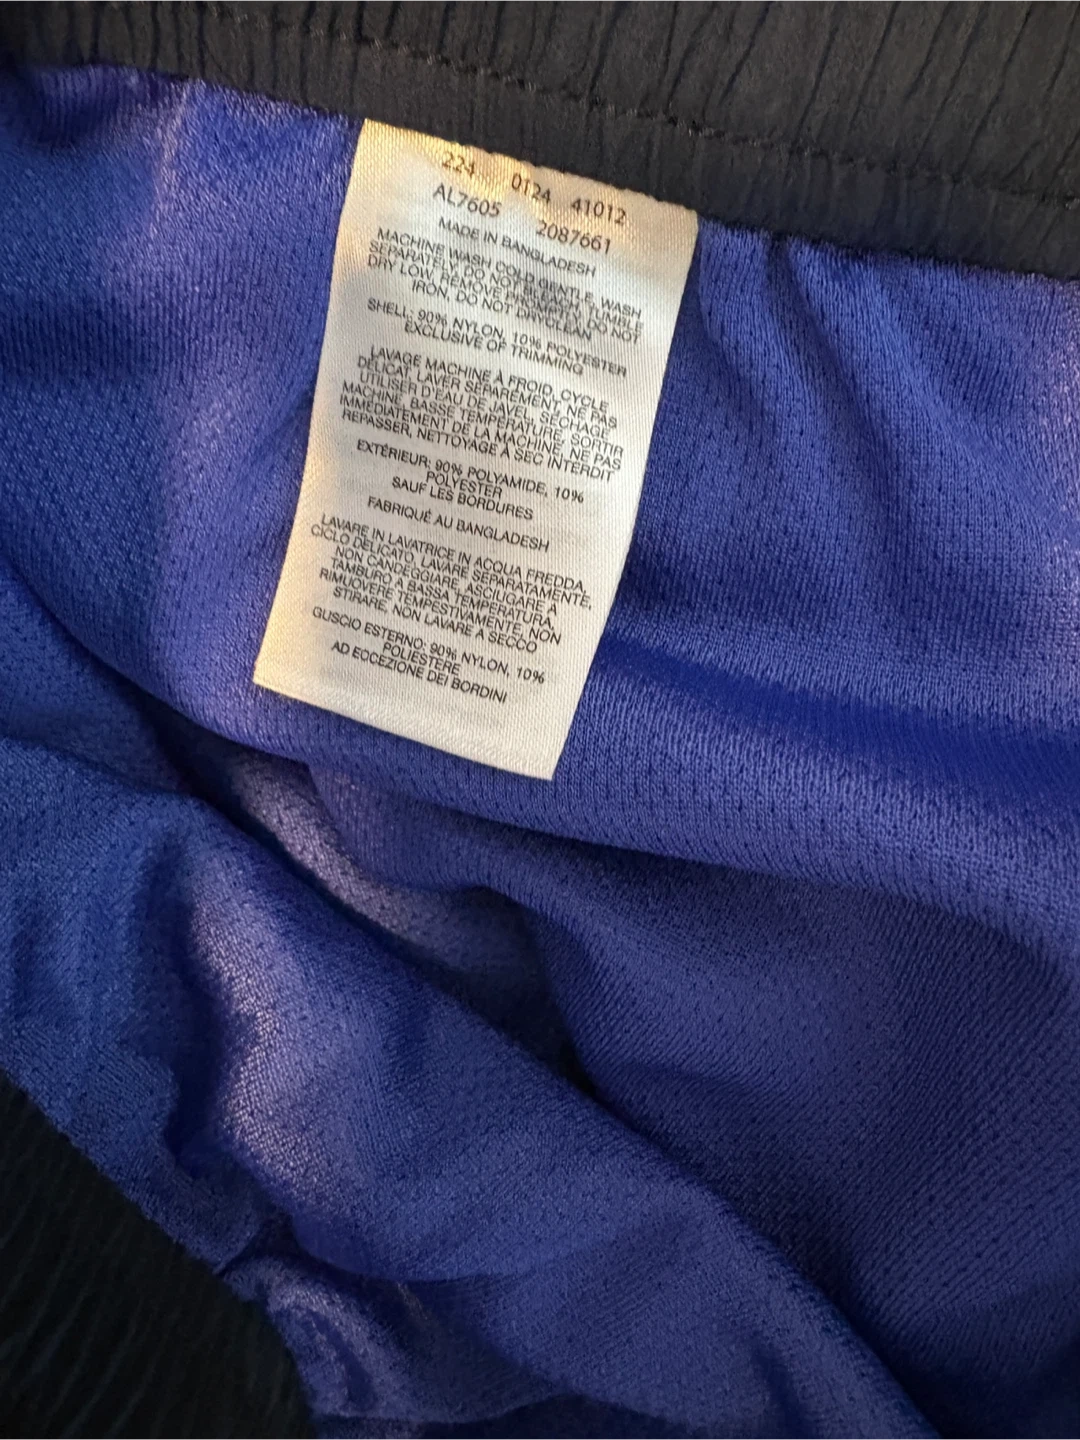 224 0124 41012
AL7605 2087661
MADE IN BANGLADESH
MACHINE WASH COLD GENTLE, WASH
SEPARATELY, DO NOT BLEACH, TUMBLE
DRY LOW, REMOVE PROMPTLY, DO NOT
IRON, DO NOT DRYCLEAN
SHELL: 90% NYLON, 10% POLYESTER
EXCLUSIVE OF TRIMMING
LAVAGE MACHINE À FROID, CYCLE
DÉLICAT, LAVER SÉPARÉMENT, NE PAS
UTILISER D'EAU DE JAVEL, SÉCHAGE
MACHINE, BASSE TEMPÉRATURE, SORTIR
IMMÉDIATEMENT DE LA MACHINE, NE PAS
REPASSER, NETTOYAGE À SEC INTERDIT
EXTÉRIEUR: 90% POLYAMIDE, 10%
POLYESTER
SAUF LES BORDURES
FABRIQUÉ AU BANGLADESH
LAVARE IN LAVATRICE IN ACQUA FREDDA,
CICLO DELICATO, LAVARE SEPARATAMENTE,
NON CANDEGGIARE, ASCILIGARE A
TAMBURO A BASSA TEMPERATURA,
RIMUOVERE TEMPESTIVAMENTE, NON
STIRARE, NON LAVARE A SECCO
GUSCIO ESTERNO: 90% NYLON, 10%
POLIESTERE
AD EOCEZIONE DEI BORDINI